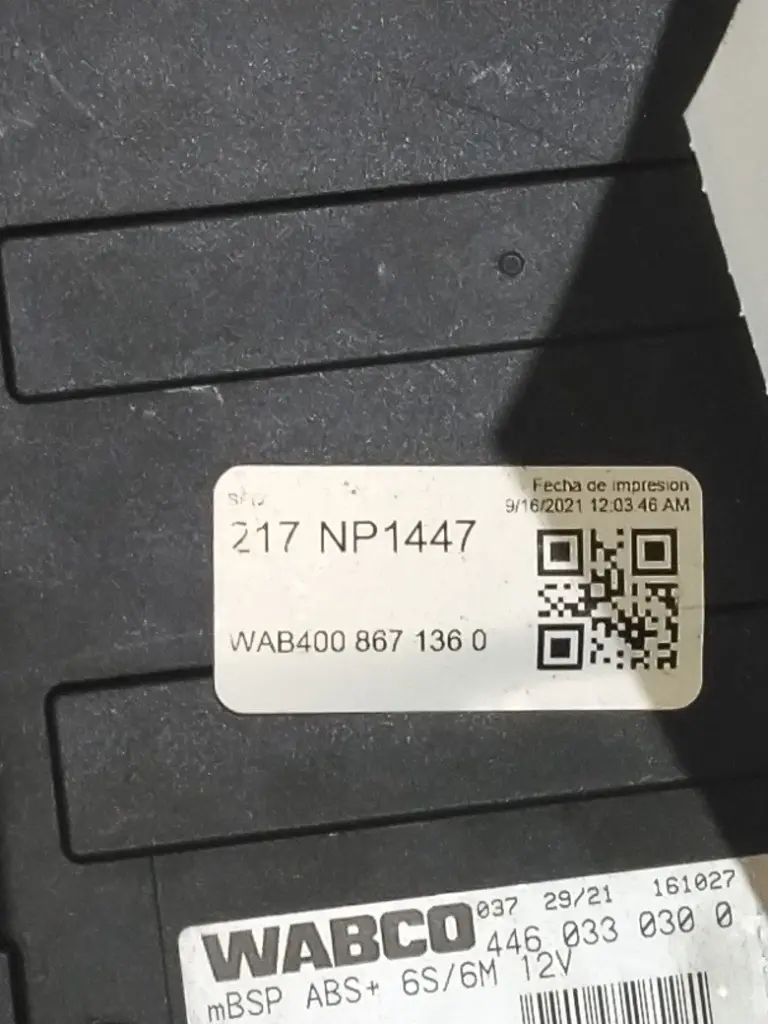 Fecha de impresion
9/16/2021 12:03:46 AM
217 NP1447
WAB400 867 136 0
WABCO 037 29/21 161027
446 033 030 0
mBSP ABS+ 6S/6M 12V